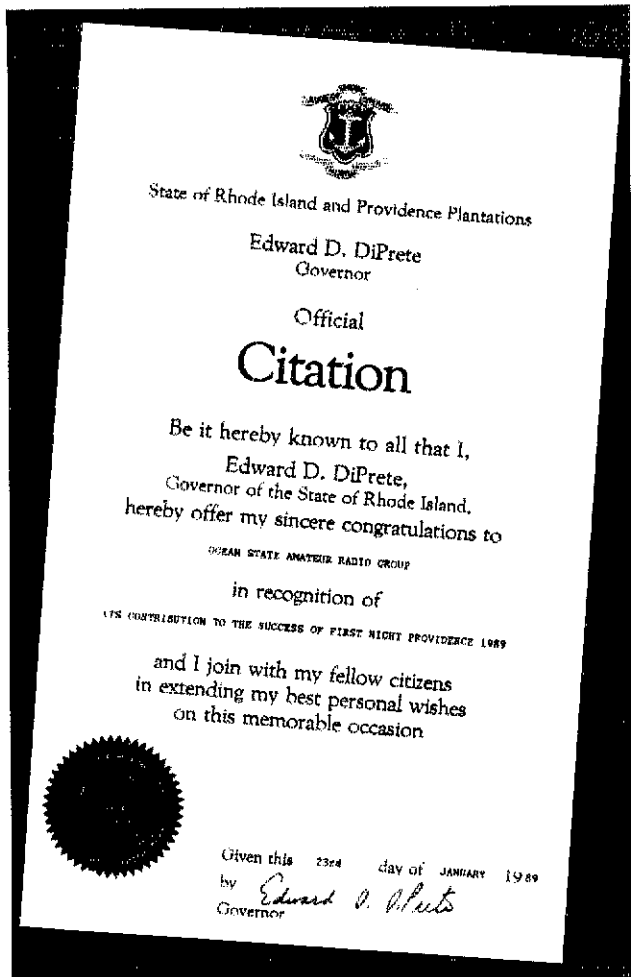 State of Rhode Island and Providence Plantations
Edward D. DiPrete
Governor
Official
Citation
Be it hereby known to all that I,
Edward D. DiPrete,
Governor of the State of Rhode Island,
hereby offer my sincere congratulations to
OCEAN STATE AMATEUR RADIO GROUP
in recognition of
ITS CONTRIBUTION TO THE SUCCESS OF FIRST NIGHT PROVIDENCE 1989
and I join with my fellow citizens
in extending my best personal wishes
on this memorable occasion
Given this 23rd day of JANUARY 1989
by Edward D. DiPrete
Governor